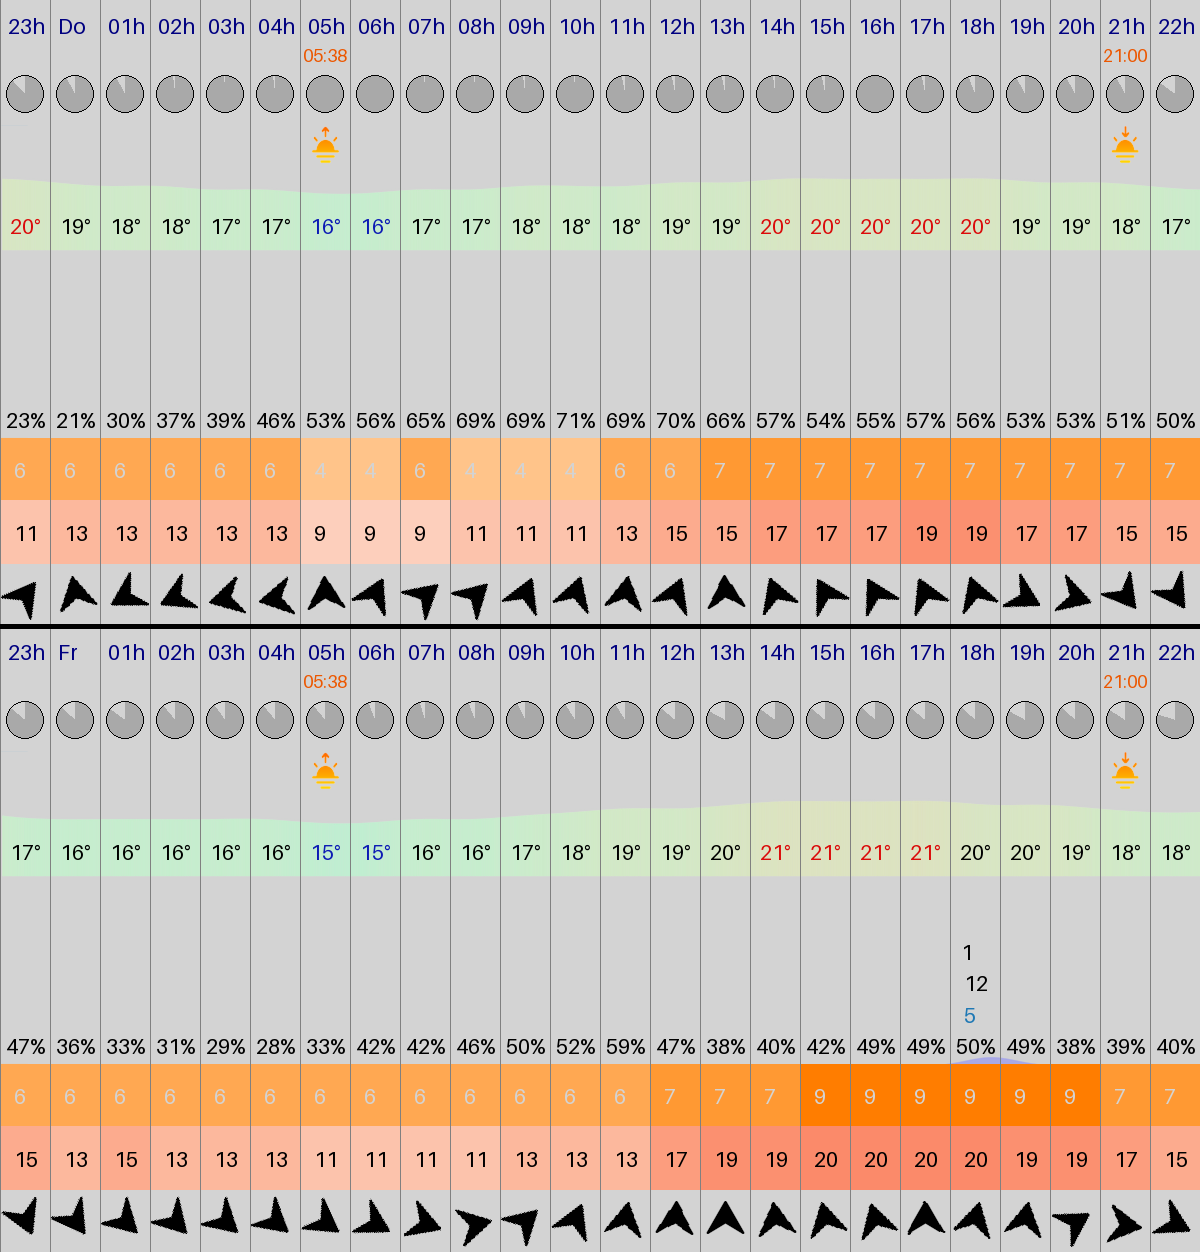 23h Do 01h 02h 03h 04h 05h 06h 07h 08h 09h 10h 11h 12h 13h 14h 15h 16h 17h 18h 19h 20h 21h 22h
05:38 21:00
20° 19° 18° 18° 17° 17° 16° 16° 17° 17° 18° 18° 18° 19° 19° 20° 20° 20° 20° 20° 19° 19° 18° 17°
23% 21% 30% 37% 39% 46% 53% 56% 65% 69% 69% 71% 69% 70% 66% 57% 54% 55% 57% 56% 53% 53% 51% 50%
6 6 6 6 6 6 4 4 6 4 4 4 6 6 7 7 7 7 7 7 7 7 7 7
11 13 13 13 13 13 9 9 9 11 11 11 13 15 15 17 17 17 19 19 17 17 15 15
23h Fr 01h 02h 03h 04h 05h 06h 07h 08h 09h 10h 11h 12h 13h 14h 15h 16h 17h 18h 19h 20h 21h 22h
05:38 21:00
17° 16° 16° 16° 16° 16° 15° 15° 16° 16° 17° 18° 19° 19° 20° 21° 21° 21° 21° 20° 20° 19° 18° 18°
1
12
5
47% 36% 33% 31% 29% 28% 33% 42% 42% 46% 50% 52% 59% 47% 38% 40% 42% 49% 49% 50% 49% 38% 39% 40%
6 6 6 6 6 6 6 6 6 6 6 6 6 7 7 7 9 9 9 9 9 9 7 7
15 13 15 13 13 13 11 11 11 11 13 13 13 17 19 19 20 20 20 20 19 19 17 15